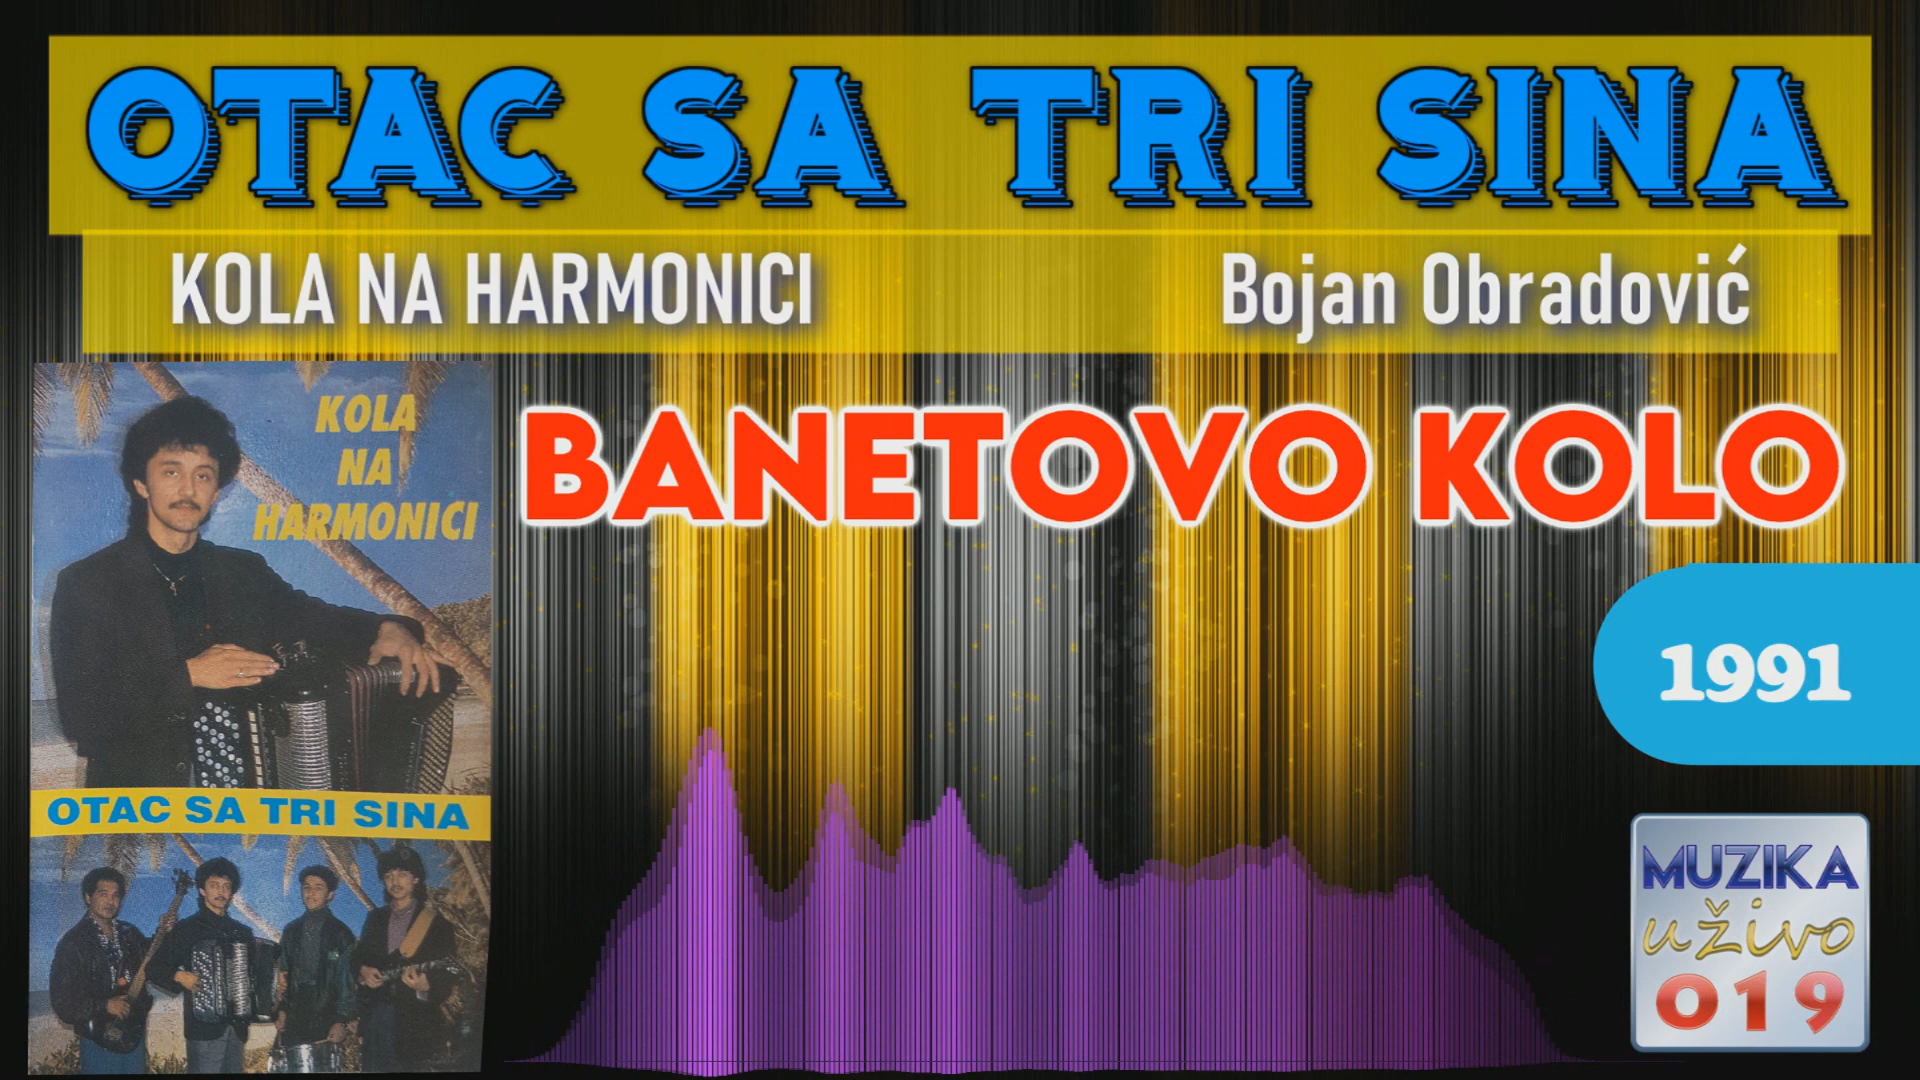 OTAC SA TRI SINA
KOLA NA HARMONICI
Bojan Obradović
KOLA
NA
HARMONICI
BANETOVO KOLO
1991
OTAC SA TRI SINA
MUZIKA
uživo
019